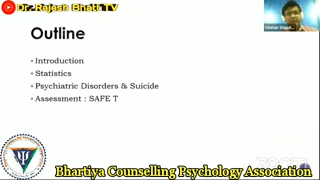 Dr. Rajesh Bhatt TV
Outline
Introduction
Statistics
Psychiatric Disorders & Suicide
Assessment : SAFE T
Bhartiya Counselling Psychology Association